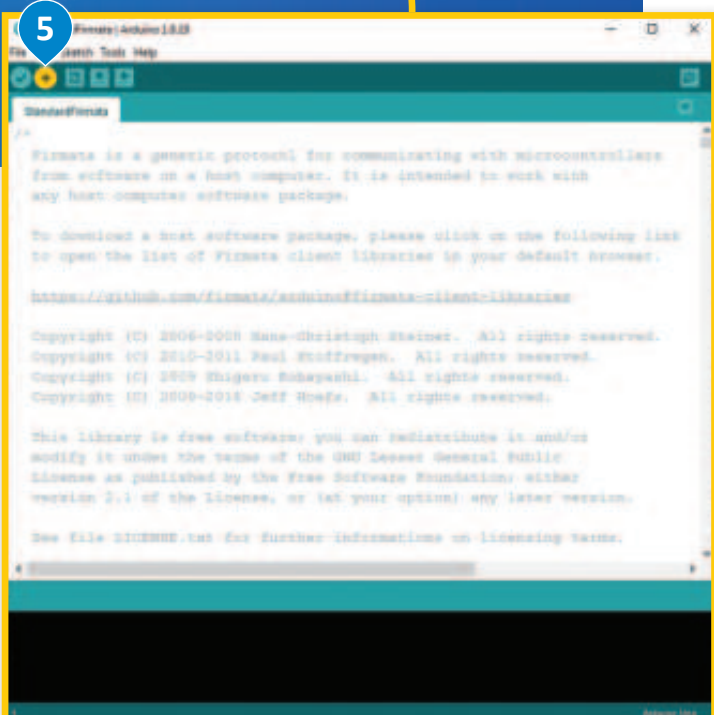 5
Firmata | Arduino 1.8.19
File Sketch Tools Help
StandardFirmata
/*
Firmata is a generic protocol for communicating with microcontrollers
from software on a host computer. It is intended to work with
any host computer software package.
To download a host software package, please click on the following link
to open the list of Firmata client libraries in your default browser.
https://github.com/firmata/arduino#firmata-client-libraries
Copyright (C) 2006-2008 Hans-Christoph Steiner. All rights reserved.
Copyright (C) 2010-2011 Paul Stoffregen. All rights reserved.
Copyright (C) 2009 Shigeru Kobayashi. All rights reserved.
Copyright (C) 2009-2016 Jeff Hoefs. All rights reserved.
This library is free software; you can redistribute it and/or
modify it under the terms of the GNU Lesser General Public
License as published by the Free Software Foundation; either
version 2.1 of the License, or (at your option) any later version.
See file LICENSE.txt for further informations on licensing terms.
1
Arduino Uno